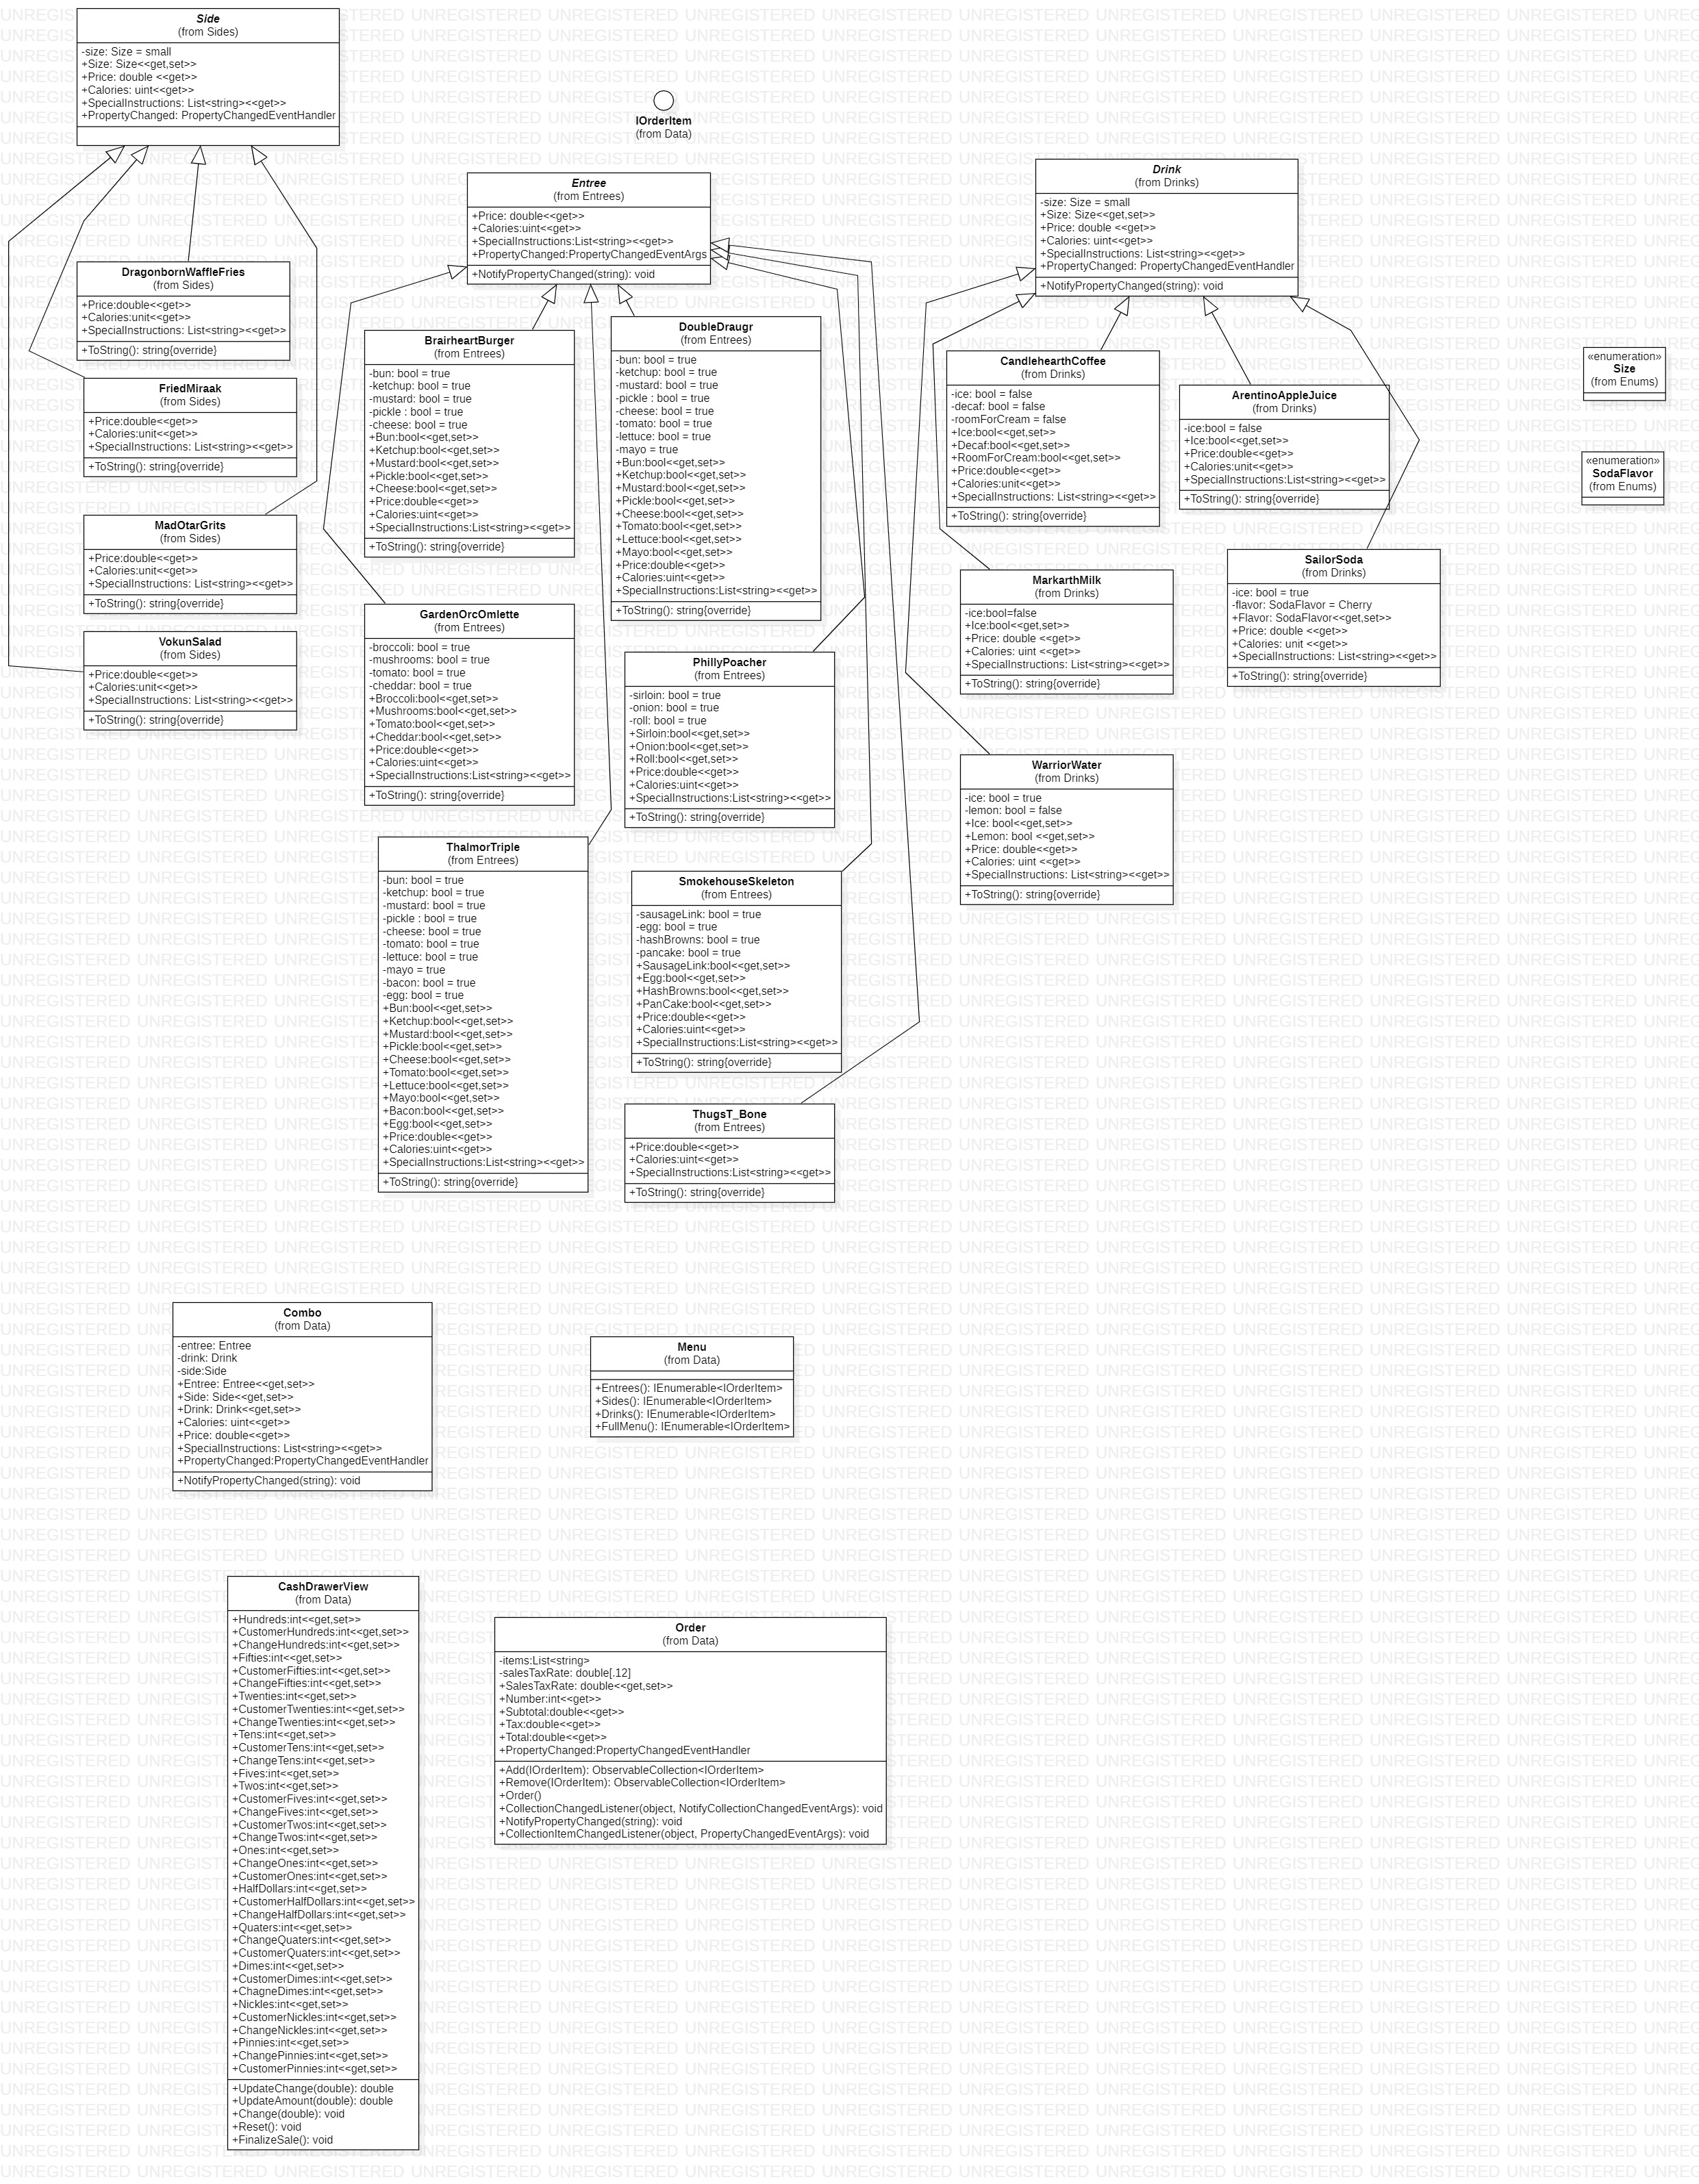 Side
(from Sides)
-size: Size = small
+Size: Size<<get,set>>
+Price: double <<get>>
+Calories: uint<<get>>
+SpecialInstructions: List<string><<get>>
+PropertyChanged: PropertyChangedEventHandler
IOrderItem
(from Data)
Entree
(from Entrees)
+Price: double<<get>>
+Calories:uint<<get>>
+SpecialInstructions:List<string><<get>>
+PropertyChanged:PropertyChangedEventArgs
+NotifyPropertyChanged(string): void
Drink
(from Drinks)
-size: Size = small
+Size: Size<<get,set>>
+Price: double <<get>>
+Calories: uint<<get>>
+SpecialInstructions: List<string><<get>>
+PropertyChanged: PropertyChangedEventHandler
+NotifyPropertyChanged(string): void
DragonbornWaffleFries
(from Sides)
+Price:double<<get>>
+Calories:unit<<get>>
+SpecialInstructions: List<string><<get>>
+ToString(): string{override}
FriedMiraak
(from Sides)
+Price:double<<get>>
+Calories:unit<<get>>
+SpecialInstructions: List<string><<get>>
+ToString(): string{override}
MadOtarGrits
(from Sides)
+Price:double<<get>>
+Calories:unit<<get>>
+SpecialInstructions: List<string><<get>>
+ToString(): string{override}
VokunSalad
(from Sides)
+Price:double<<get>>
+Calories:unit<<get>>
+SpecialInstructions: List<string><<get>>
+ToString(): string{override}
BrairheartBurger
(from Entrees)
-bun: bool = true
-ketchup: bool = true
-mustard: bool = true
-pickle : bool = true
-cheese: bool = true
+Bun:bool<<get,set>>
+Ketchup:bool<<get,set>>
+Mustard:bool<<get,set>>
+Pickle:bool<<get,set>>
+Cheese:bool<<get,set>>
+Price:double<<get>>
+Calories:uint<<get>>
+SpecialInstructions:List<string><<get>>
+ToString(): string{override}
DoubleDraugr
(from Entrees)
-bun: bool = true
-ketchup: bool = true
-mustard: bool = true
-pickle : bool = true
-cheese: bool = true
-tomato: bool = true
-lettuce: bool = true
-mayo = true
+Bun:bool<<get,set>>
+Ketchup:bool<<get,set>>
+Mustard:bool<<get,set>>
+Pickle:bool<<get,set>>
+Cheese:bool<<get,set>>
+Tomato:bool<<get,set>>
+Lettuce:bool<<get,set>>
+Mayo:bool<<get,set>>
+Price:double<<get>>
+Calories:uint<<get>>
+SpecialInstructions:List<string><<get>>
+ToString(): string{override}
GardenOrcOmlette
(from Entrees)
-broccoli: bool = true
-mushrooms: bool = true
-tomato: bool = true
-cheddar: bool = true
+Broccoli:bool<<get,set>>
+Mushrooms:bool<<get,set>>
+Tomato:bool<<get,set>>
+Cheddar:bool<<get,set>>
+Price:double<<get>>
+Calories:uint<<get>>
+SpecialInstructions:List<string><<get>>
+ToString(): string{override}
PhillyPoacher
(from Entrees)
-sirloin: bool = true
-onion: bool = true
-roll: bool = true
+Sirloin:bool<<get,set>>
+Onion:bool<<get,set>>
+Roll:bool<<get,set>>
+Price:double<<get>>
+Calories:uint<<get>>
+SpecialInstructions:List<string><<get>>
+ToString(): string{override}
ThalmorTriple
(from Entrees)
-bun: bool = true
-ketchup: bool = true
-mustard: bool = true
-pickle : bool = true
-cheese: bool = true
-tomato: bool = true
-lettuce: bool = true
-mayo = true
-bacon: bool = true
-egg: bool = true
+Bun:bool<<get,set>>
+Ketchup:bool<<get,set>>
+Mustard:bool<<get,set>>
+Pickle:bool<<get,set>>
+Cheese:bool<<get,set>>
+Tomato:bool<<get,set>>
+Lettuce:bool<<get,set>>
+Mayo:bool<<get,set>>
+Bacon:bool<<get,set>>
+Egg:bool<<get,set>>
+Price:double<<get>>
+Calories:uint<<get>>
+SpecialInstructions:List<string><<get>>
+ToString(): string{override}
SmokehouseSkeleton
(from Entrees)
-sausageLink: bool = true
-egg: bool = true
-hashBrowns: bool = true
-pancake: bool = true
+SausageLink:bool<<get,set>>
+Egg:bool<<get,set>>
+HashBrowns:bool<<get,set>>
+PanCake:bool<<get,set>>
+Price:double<<get>>
+Calories:uint<<get>>
+SpecialInstructions:List<string><<get>>
+ToString(): string{override}
ThugsT_Bone
(from Entrees)
+Price:double<<get>>
+Calories:uint<<get>>
+SpecialInstructions:List<string><<get>>
+ToString(): string{override}
CandlehearthCoffee
(from Drinks)
-ice: bool = false
-decaf: bool = false
-roomForCream = false
+Ice:bool<<get,set>>
+Decaf:bool<<get,set>>
+RoomForCream:bool<<get,set>>
+Price:double<<get>>
+Calories:unit<<get>>
+SpecialInstructions: List<string><<get>>
+ToString(): string{override}
ArentinoAppleJuice
(from Drinks)
-ice:bool = false
+Ice:bool<<get,set>>
+Price:double<<get>>
+Calories:unit<<get>>
+SpecialInstructions:List<string><<get>>
+ToString(): string{override}
MarkarthMilk
(from Drinks)
-ice:bool=false
+Ice:bool<<get,set>>
+Price: double <<get>>
+Calories: uint <<get>>
+SpecialInstructions: List<string><<get>>
+ToString(): string{override}
SailorSoda
(from Drinks)
-ice: bool = true
-flavor: SodaFlavor = Cherry
+Flavor: SodaFlavor<<get,set>>
+Price: double <<get>>
+Calories: unit <<get>>
+SpecialInstructions: List<string><<get>>
+ToString(): string{override}
WarriorWater
(from Drinks)
-ice: bool = true
-lemon: bool = false
+Ice: bool<<get,set>>
+Lemon: bool <<get,set>>
+Price: double<<get>>
+Calories: uint <<get>>
+SpecialInstructions: List<string><<get>>
+ToString(): string{override}
«enumeration»
Size
(from Enums)
«enumeration»
SodaFlavor
(from Enums)
Combo
(from Data)
-entree: Entree
-drink: Drink
-side:Side
+Entree: Entree<<get,set>>
+Side: Side<<get,set>>
+Drink: Drink<<get,set>>
+Calories: uint<<get>>
+Price: double<<get>>
+SpecialInstructions: List<string><<get>>
+PropertyChanged:PropertyChangedEventHandler
+NotifyPropertyChanged(string): void
Menu
(from Data)
+Entrees(): IEnumerable<IOrderItem>
+Sides(): IEnumerable<IOrderItem>
+Drinks(): IEnumerable<IOrderItem>
+FullMenu(): IEnumerable<IOrderItem>
CashDrawerView
(from Data)
+Hundreds:int<<get,set>>
+CustomerHundreds:int<<get,set>>
+ChangeHundreds:int<<get,set>>
+Fifties:int<<get,set>>
+CustomerFifties:int<<get,set>>
+ChangeFifties:int<<get,set>>
+Twenties:int<<get,set>>
+CustomerTwenties:int<<get,set>>
+ChangeTwenties:int<<get,set>>
+Tens:int<<get,set>>
+CustomerTens:int<<get,set>>
+ChangeTens:int<<get,set>>
+Fives:int<<get,set>>
+Twos:int<<get,set>>
+CustomerFives:int<<get,set>>
+ChangeFives:int<<get,set>>
+CustomerTwos:int<<get,set>>
+ChangeTwos:int<<get,set>>
+Ones:int<<get,set>>
+ChangeOnes:int<<get,set>>
+CustomerOnes:int<<get,set>>
+HalfDollars:int<<get,set>>
+CustomerHalfDollars:int<<get,set>>
+ChangeHalfDollars:int<<get,set>>
+Quaters:int<<get,set>>
+ChangeQuaters:int<<get,set>>
+CustomerQuaters:int<<get,set>>
+Dimes:int<<get,set>>
+CustomerDimes:int<<get,set>>
+ChagneDimes:int<<get,set>>
+Nickles:int<<get,set>>
+CustomerNickles:int<<get,set>>
+ChangeNickles:int<<get,set>>
+Pinnies:int<<get,set>>
+ChangePinnies:int<<get,set>>
+CustomerPinnies:int<<get,set>>
+UpdateChange(double): double
+UpdateAmount(double): double
+Change(double): void
+Reset(): void
+FinalizeSale(): void
Order
(from Data)
-items:List<string>
-salesTaxRate: double[.12]
+SalesTaxRate: double<<get,set>>
+Number:int<<get>>
+Subtotal:double<<get>>
+Tax:double<<get>>
+Total:double<<get>>
+PropertyChanged:PropertyChangedEventHandler
+Add(IOrderItem): ObservableCollection<IOrderItem>
+Remove(IOrderItem): ObservableCollection<IOrderItem>
+Order()
+CollectionChangedListener(object, NotifyCollectionChangedEventArgs): void
+NotifyPropertyChanged(string): void
+CollectionItemChangedListener(object, PropertyChangedEventArgs): void
UNREGISTERED